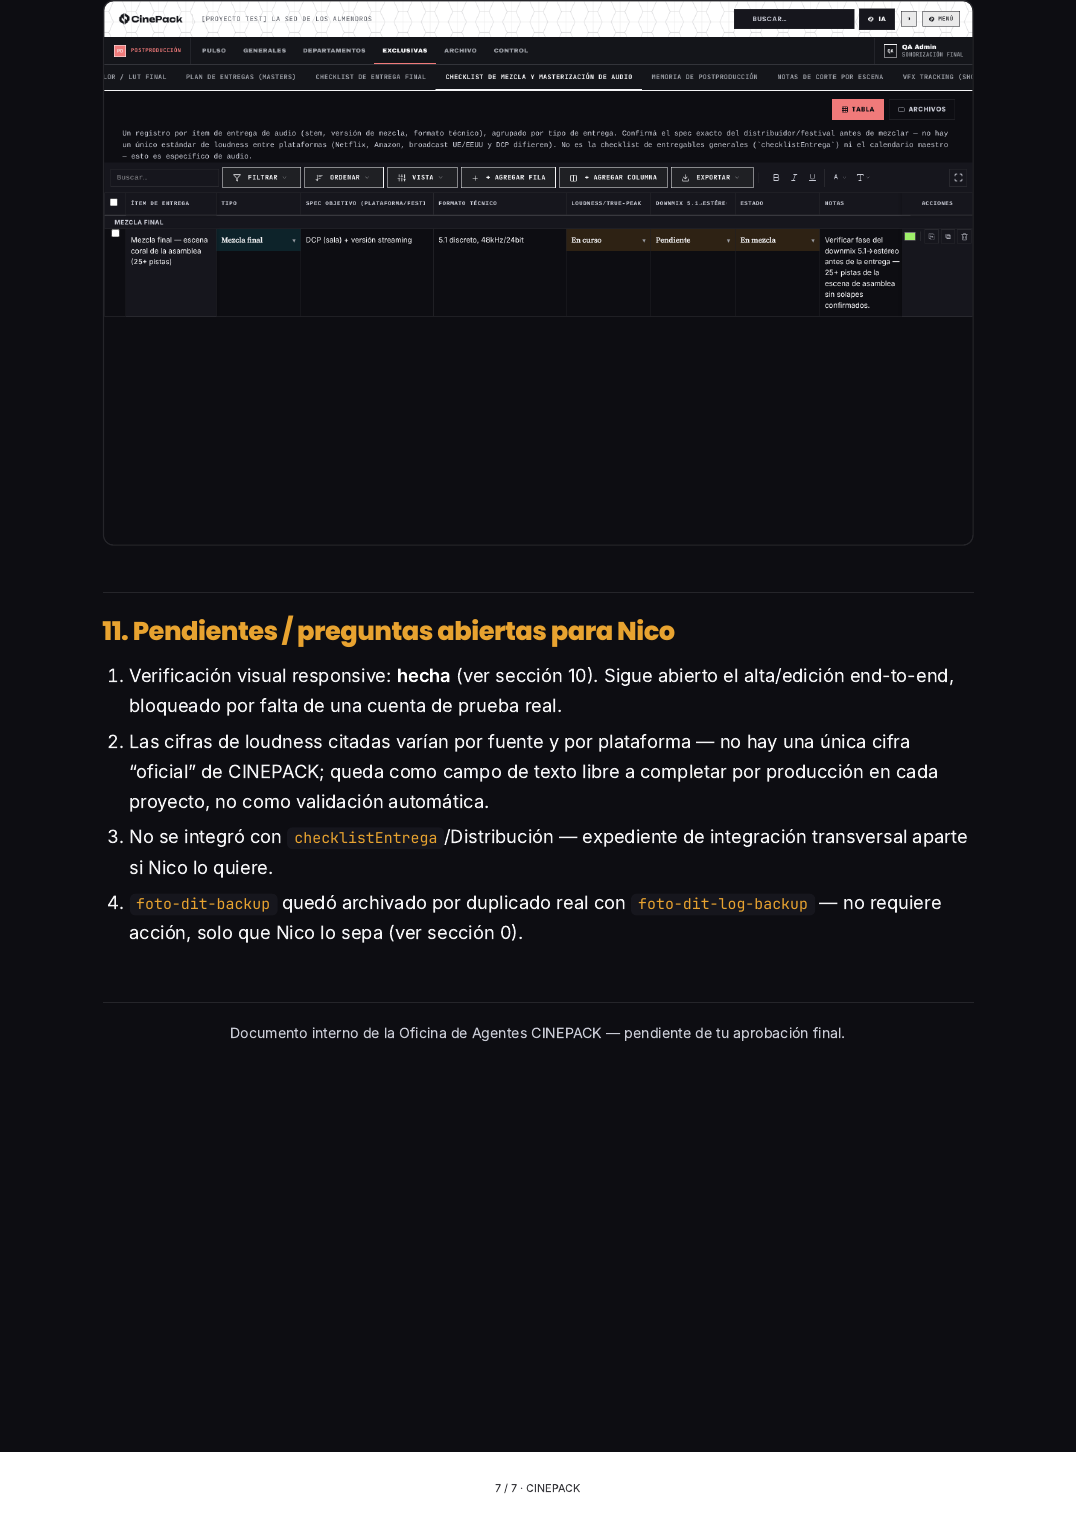 CinePack [PROYECTO TEST] LA SED DE LOS ALMENDROS BUSCAR… IA MENÚ
PO POSTPRODUCCIÓN PULSO GENERALES DEPARTAMENTOS EXCLUSIVAS ARCHIVO CONTROL QA QA Admin
SONORIZACIÓN FINAL
LOR / LUT FINAL PLAN DE ENTREGAS (MASTERS) CHECKLIST DE ENTREGA FINAL CHECKLIST DE MEZCLA Y MASTERIZACIÓN DE AUDIO MEMORIA DE POSTPRODUCCIÓN NOTAS DE CORTE POR ESCENA VFX TRACKING (SHO
TABLA ARCHIVOS
Un registro por ítem de entrega de audio (stem, versión de mezcla, formato técnico), agrupado por tipo de entrega. Confirmá el spec exacto del distribuidor/festival antes de mezclar — no hay
un único estándar de loudness entre plataformas (Netflix, Amazon, broadcast UE/EEUU y DCP difieren). No es la checklist de entregables generales (`checklistEntrega`) ni el calendario maestro
— esto es específico de audio.
Buscar… FILTRAR ORDENAR VISTA + AGREGAR FILA + AGREGAR COLUMNA EXPORTAR B I U A T
ÍTEM DE ENTREGA TIPO SPEC OBJETIVO (PLATAFORMA/FESTI FORMATO TÉCNICO LOUDNESS/TRUE-PEAK DOWNMIX 5.1→ESTÉRE ESTADO NOTAS ACCIONES
MEZCLA FINAL
Mezcla final — escena Mezcla final DCP (sala) + versión streaming 5.1 discreto, 48kHz/24bit En curso Pendiente En mezcla Verificar fase del
coral de la asamblea downmix 5.1→estéreo
(25+ pistas) antes de la entrega —
25+ pistas de la
escena de asamblea
sin solapes
confirmados.
11. Pendientes / preguntas abiertas para Nico
1. Verificación visual responsive: hecha (ver sección 10). Sigue abierto el alta/edición end-to-end,
bloqueado por falta de una cuenta de prueba real.
2. Las cifras de loudness citadas varían por fuente y por plataforma — no hay una única cifra
“oficial” de CINEPACK; queda como campo de texto libre a completar por producción en cada
proyecto, no como validación automática.
3. No se integró con checklistEntrega/Distribución — expediente de integración transversal aparte
si Nico lo quiere.
4. foto-dit-backup quedó archivado por duplicado real con foto-dit-log-backup — no requiere
acción, solo que Nico lo sepa (ver sección 0).
Documento interno de la Oficina de Agentes CINEPACK — pendiente de tu aprobación final.
7 / 7 · CINEPACK